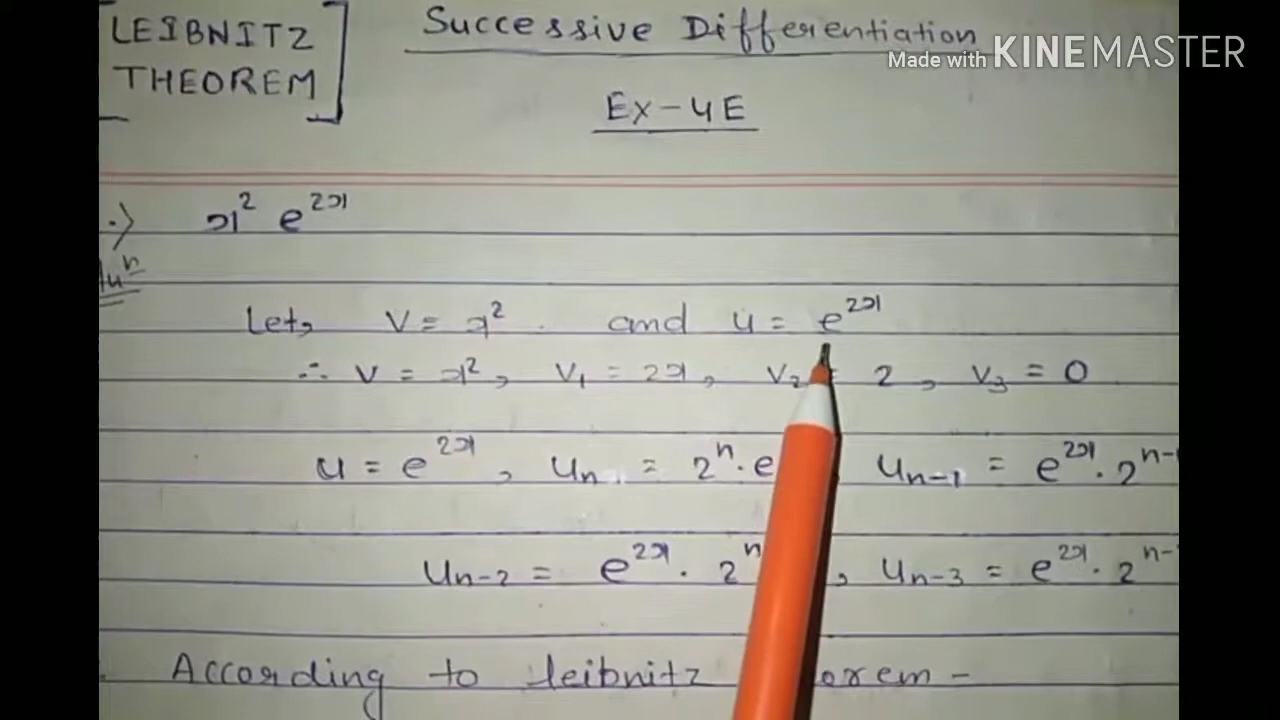 LEIBNITZ
THEOREM
Successive Differentiation
Made with KINEMASTER
Ex-4E
x² e²ˣ
Let, v = x² and u = e²ˣ
∴ v = x², v₁ = 2x, v₂ = 2, v₃ = 0
u = e²ˣ, uₙ = 2ⁿ · e uₙ₋₁ = e²ˣ · 2ⁿ⁻
uₙ₋₂ = e²ˣ · 2ⁿ , uₙ₋₃ = e²ˣ · 2ⁿ⁻
According to leibnitz